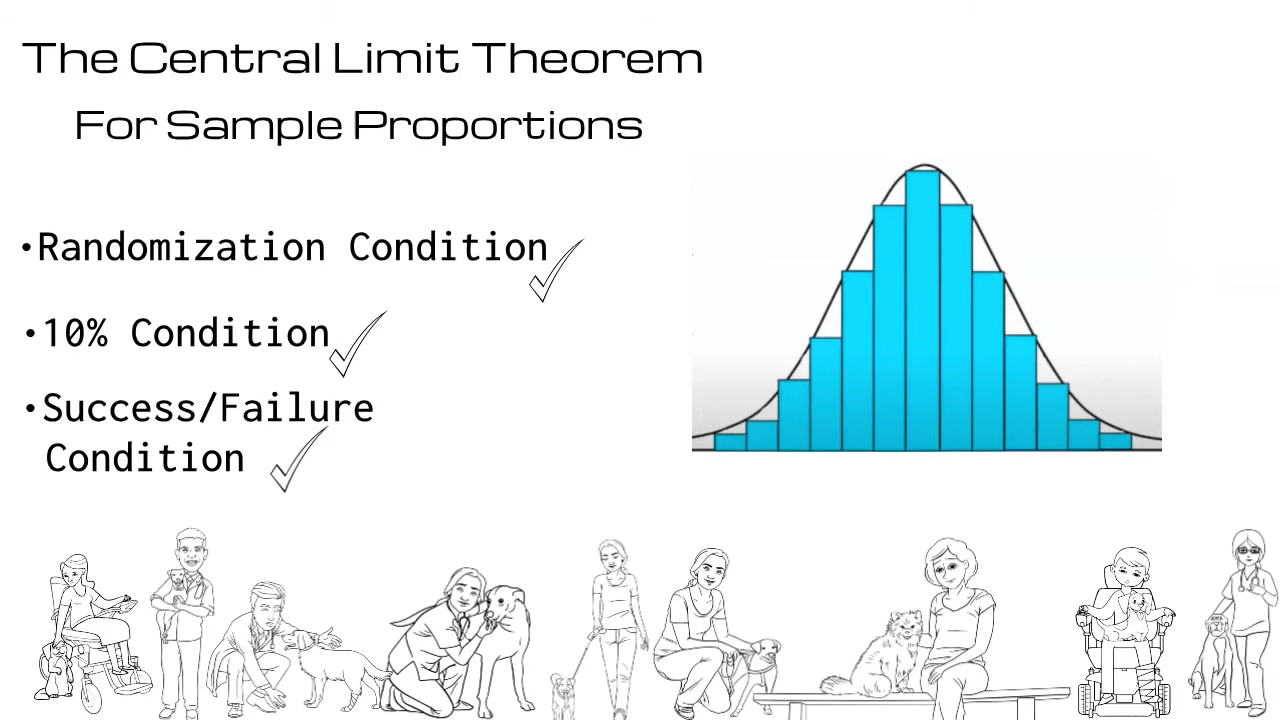 The Central Limit Theorem
For Sample Proportions
•Randomization Condition
•10% Condition
•Success/Failure
Condition